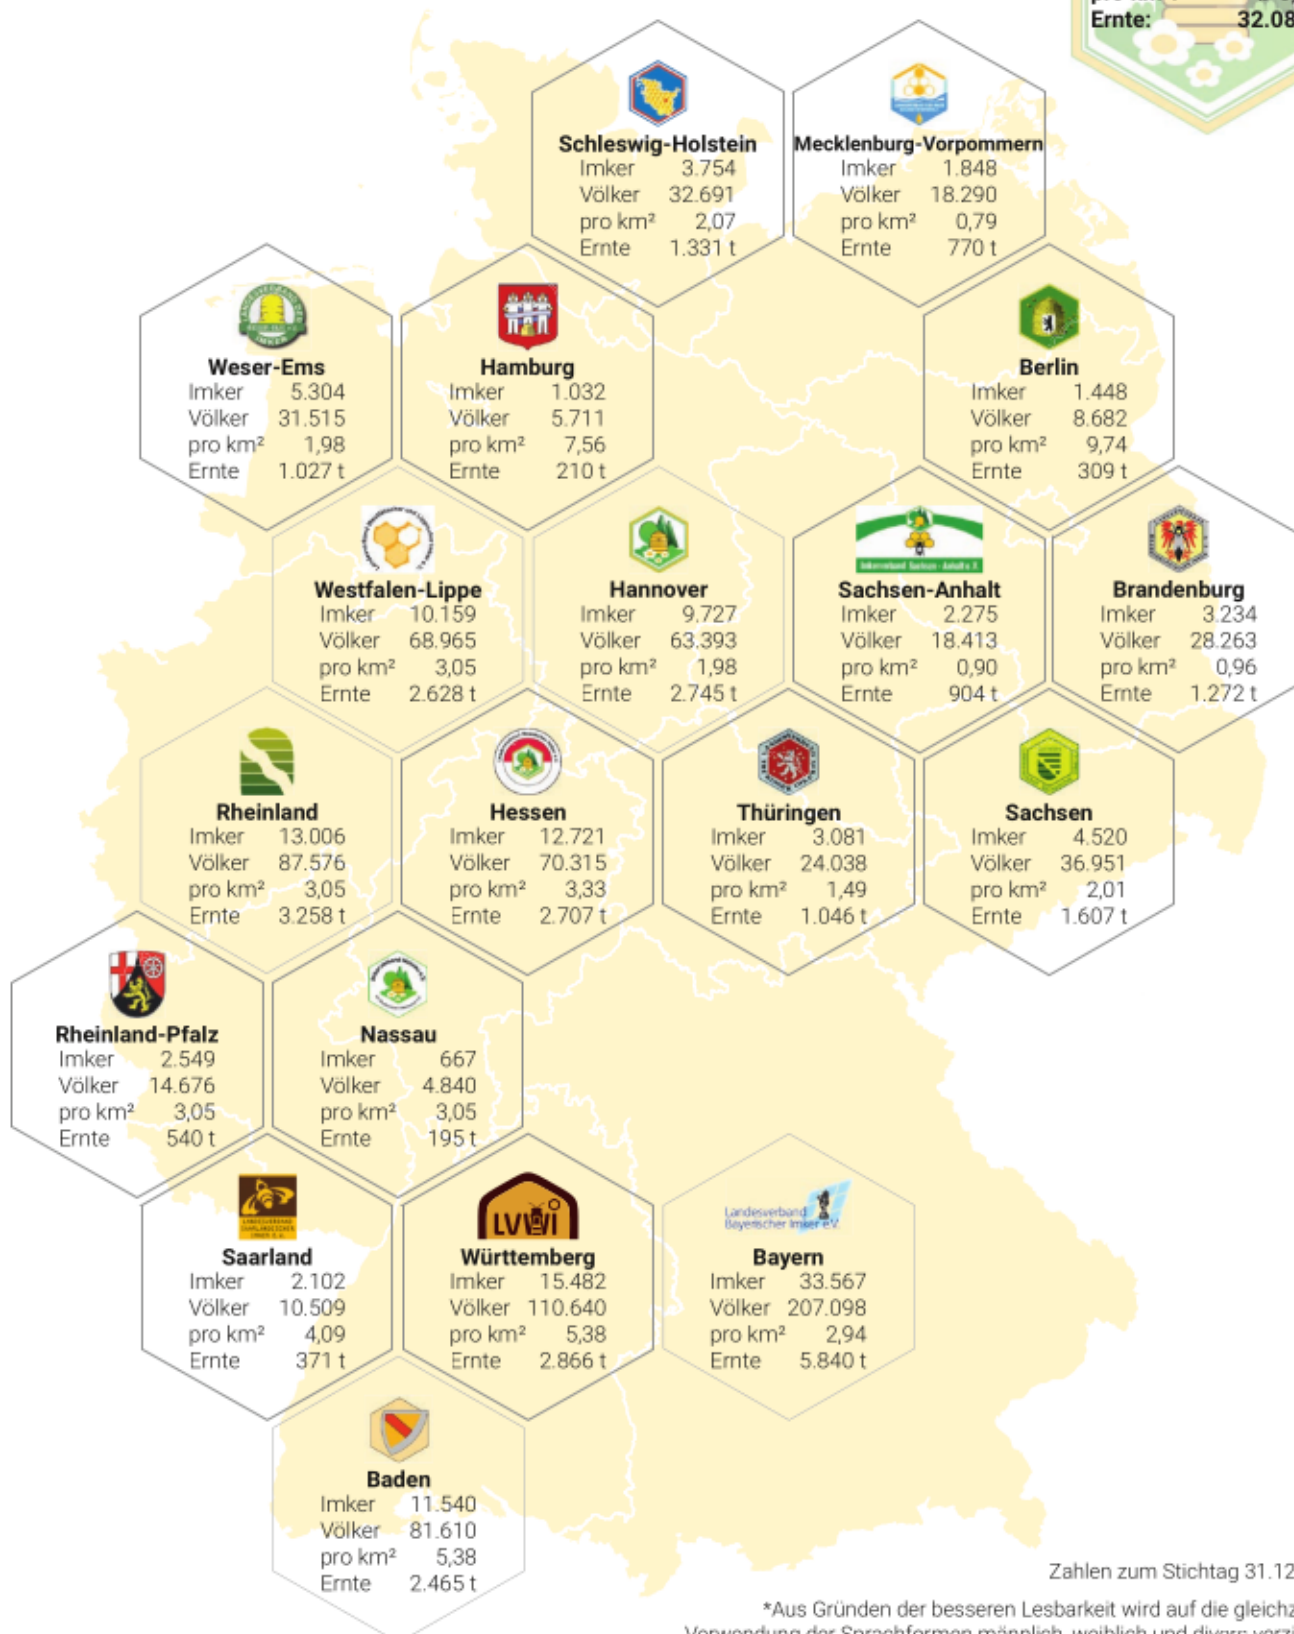 Ernte: 32.08
Schleswig-Holstein
Imker 3.754
Völker 32.691
pro km² 2,07
Ernte 1.331 t
Mecklenburg-Vorpommern
Imker 1.848
Völker 18.290
pro km² 0,79
Ernte 770 t
Weser-Ems
Imker 5.304
Völker 31.515
pro km² 1,98
Ernte 1.027 t
Hamburg
Imker 1.032
Völker 5.711
pro km² 7,56
Ernte 210 t
Berlin
Imker 1.448
Völker 8.682
pro km² 9,74
Ernte 309 t
Westfalen-Lippe
Imker 10.159
Völker 68.965
pro km² 3,05
Ernte 2.628 t
Hannover
Imker 9.727
Völker 63.393
pro km² 1,98
Ernte 2.745 t
Imkerverband Sachsen - Anhalt e.V.
Sachsen-Anhalt
Imker 2.275
Völker 18.413
pro km² 0,90
Ernte 904 t
Brandenburg
Imker 3.234
Völker 28.263
pro km² 0,96
Ernte 1.272 t
Rheinland
Imker 13.006
Völker 87.576
pro km² 3,05
Ernte 3.258 t
Hessen
Imker 12.721
Völker 70.315
pro km² 3,33
Ernte 2.707 t
Thüringen
Imker 3.081
Völker 24.038
pro km² 1,49
Ernte 1.046 t
Sachsen
Imker 4.520
Völker 36.951
pro km² 2,01
Ernte 1.607 t
Rheinland-Pfalz
Imker 2.549
Völker 14.676
pro km² 3,05
Ernte 540 t
Nassau
Imker 667
Völker 4.840
pro km² 3,05
Ernte 195 t
LANDESVERBAND
SAARLÄNDISCHER
IMKER E.V.
Saarland
Imker 2.102
Völker 10.509
pro km² 4,09
Ernte 371 t
LVWI
Württemberg
Imker 15.482
Völker 110.640
pro km² 5,38
Ernte 2.866 t
Landesverband
Bayerischer Imker e.V.
Bayern
Imker 33.567
Völker 207.098
pro km² 2,94
Ernte 5.840 t
Baden
Imker 11.540
Völker 81.610
pro km² 5,38
Ernte 2.465 t
Zahlen zum Stichtag 31.12
*Aus Gründen der besseren Lesbarkeit wird auf die gleichz
Verwendung der Sprachformen männlich, weiblich und divers verzi